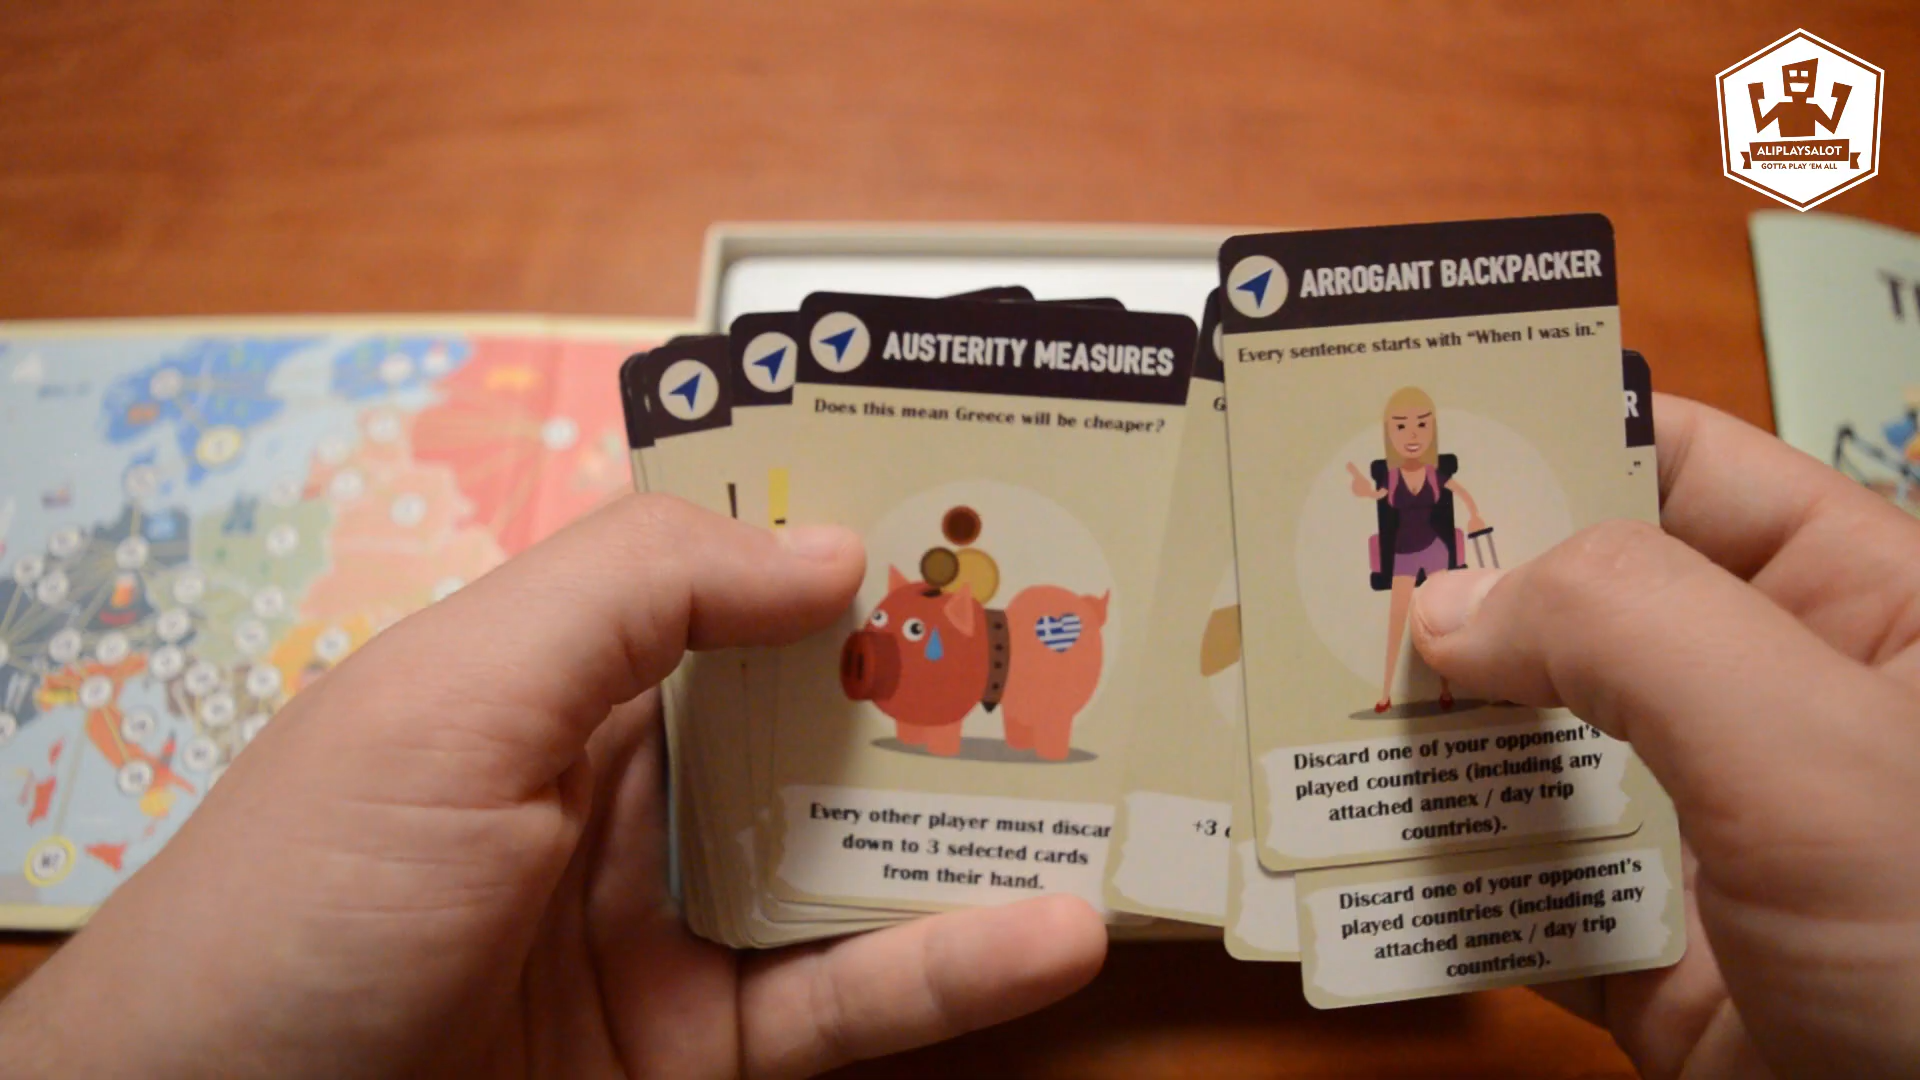 ALIPLAYSALOT
GOTTA PLAY 'EM ALL
AUSTERITY MEASURES
Does this mean Greece will be cheaper?
Every other player must discar
down to 3 selected cards
from their hand.
G
+3
ARROGANT BACKPACKER
Every sentence starts with “When I was in.”
Discard one of your opponent's
played countries (including any
attached annex / day trip
countries).
R
."
Discard one of your opponent's
played countries (including any
attached annex / day trip
countries).
T